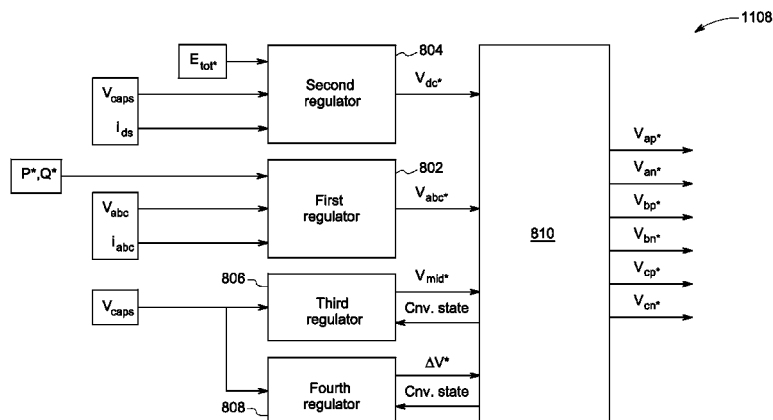 1108
804
E_tot*
V_caps
i_ds
Second
regulator
V_dc*
802
P*,Q*
V_abc
i_abc
First
regulator
V_abc*
810
V_ap*
V_an*
V_bp*
V_bn*
V_cp*
V_cn*
806
V_caps
Third
regulator
V_mid*
Cnv. state
808
Fourth
regulator
ΔV*
Cnv. state